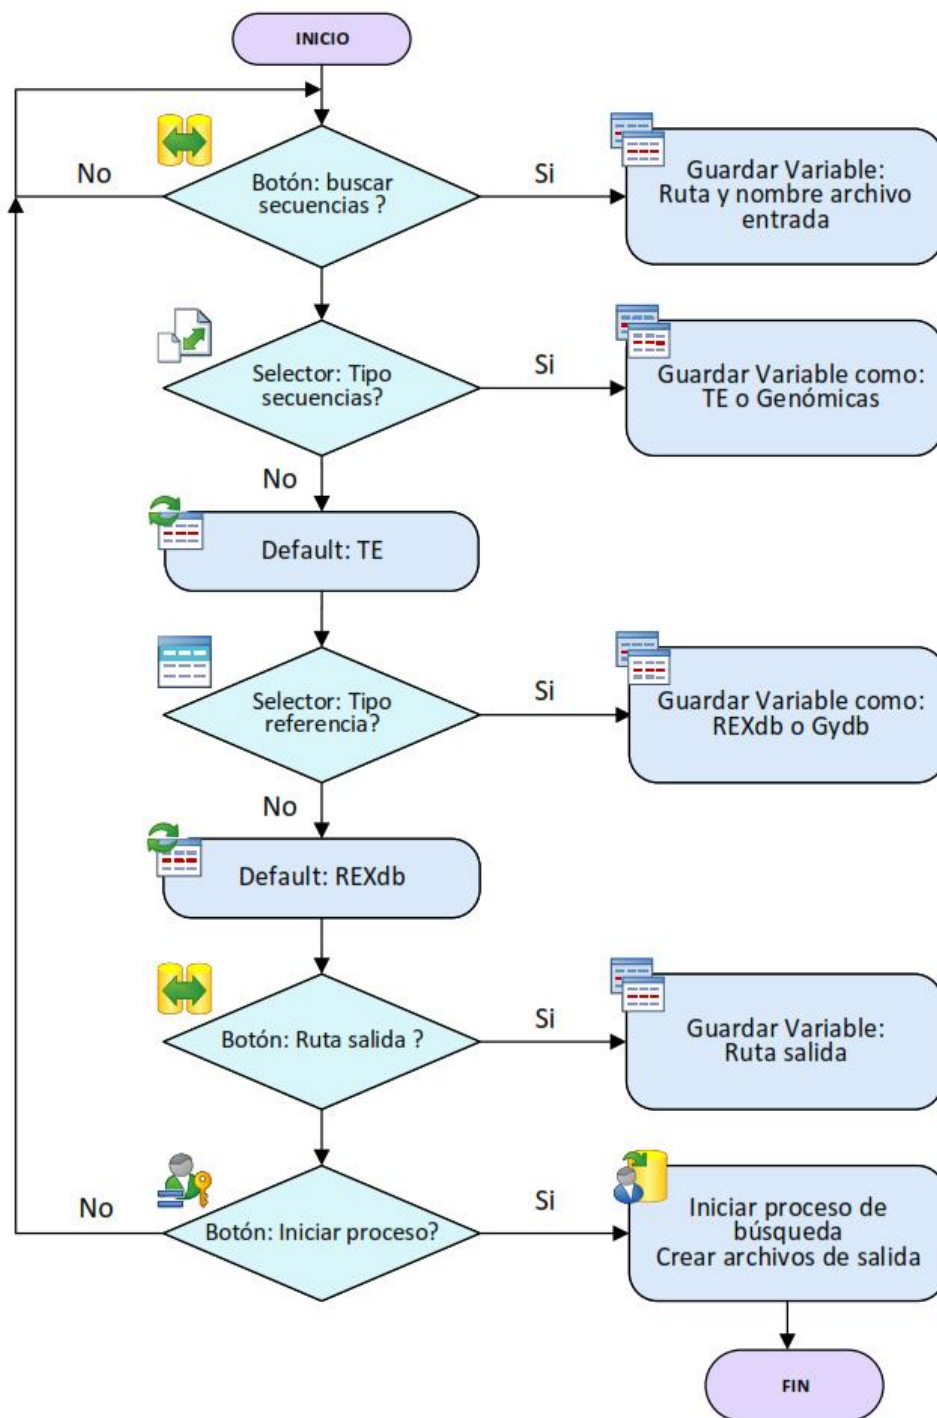 INICIO
No
Botón: buscar
secuencias ?
Si
Guardar Variable:
Ruta y nombre archivo
entrada
Selector: Tipo
secuencias?
Si
Guardar Variable como:
TE o Genómicas
No
Default: TE
Selector: Tipo
referencia?
Si
Guardar Variable como:
REXdb o Gydb
No
Default: REXdb
Botón: Ruta salida ?
Si
Guardar Variable:
Ruta salida
No
Botón: Iniciar proceso?
Si
Iniciar proceso de
búsqueda
Crear archivos de salida
FIN